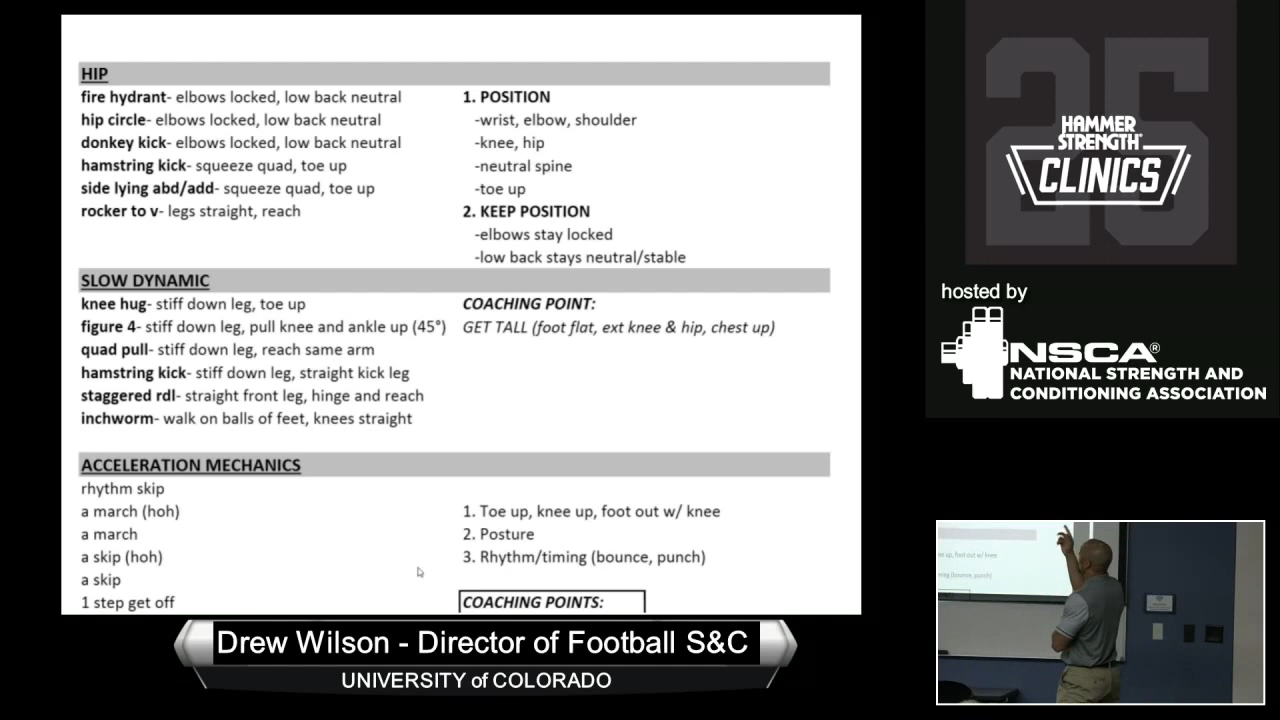 HIP
fire hydrant- elbows locked, low back neutral
hip circle- elbows locked, low back neutral
donkey kick- elbows locked, low back neutral
hamstring kick- squeeze quad, toe up
side lying abd/add- squeeze quad, toe up
rocker to v- legs straight, reach
1. POSITION
-wrist, elbow, shoulder
-knee, hip
-neutral spine
-toe up
2. KEEP POSITION
-elbows stay locked
-low back stays neutral/stable
SLOW DYNAMIC
knee hug- stiff down leg, toe up
figure 4- stiff down leg, pull knee and ankle up (45°)
quad pull- stiff down leg, reach same arm
hamstring kick- stiff down leg, straight kick leg
staggered rdl- straight front leg, hinge and reach
inchworm- walk on balls of feet, knees straight
COACHING POINT:
GET TALL (foot flat, ext knee & hip, chest up)
ACCELERATION MECHANICS
rhythm skip
a march (hoh)
a march
a skip (hoh)
a skip
1 step get off
1. Toe up, knee up, foot out w/ knee
2. Posture
3. Rhythm/timing (bounce, punch)
COACHING POINTS:
25
HAMMER
STRENGTH®
CLINICS
hosted by
NSCA®
NATIONAL STRENGTH AND
CONDITIONING ASSOCIATION
ee up, foot out w/ knee
ming (bounce, punch)
Drew Wilson - Director of Football S&C
UNIVERSITY of COLORADO